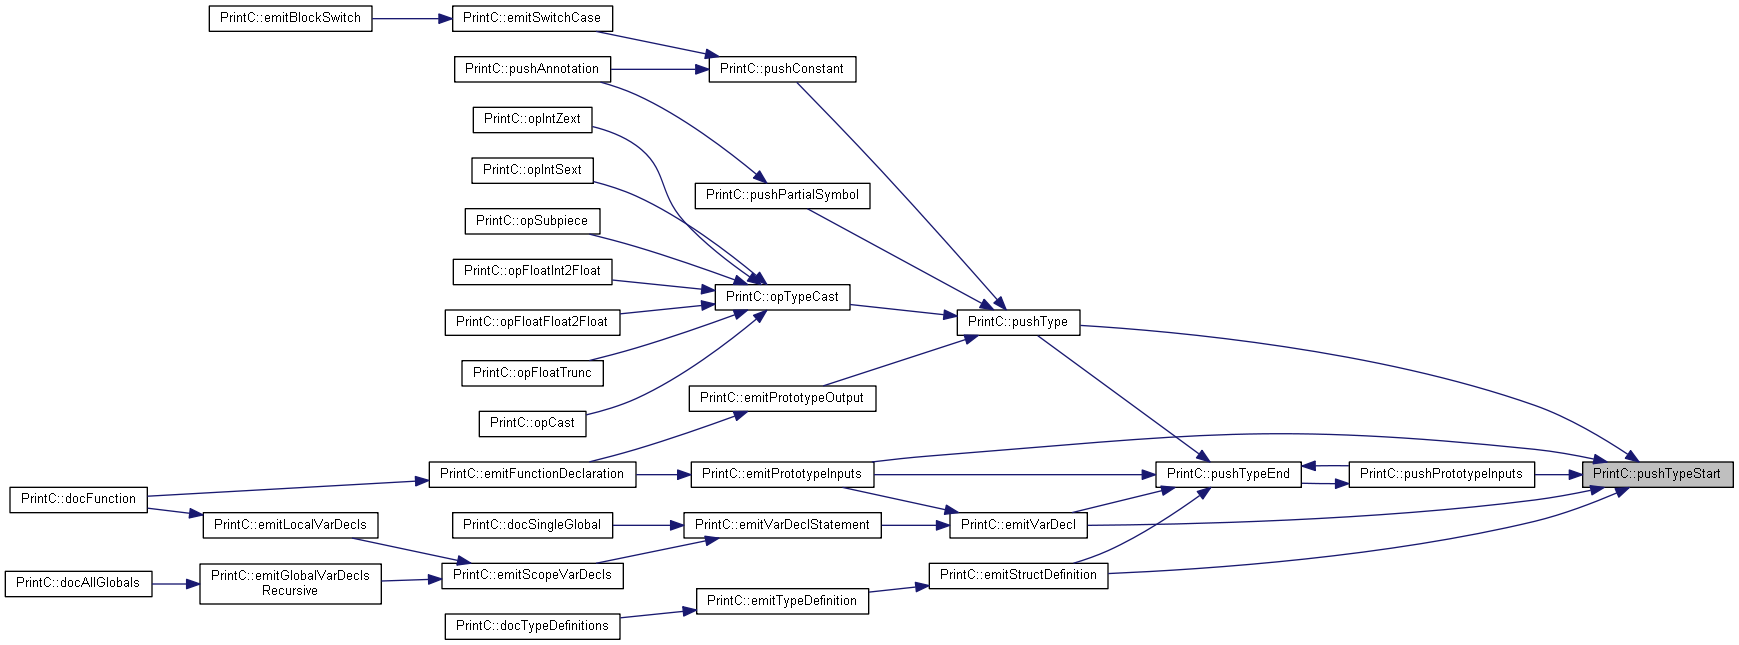 PrintC::emitBlockSwitch
PrintC::emitSwitchCase
PrintC::pushAnnotation
PrintC::pushConstant
PrintC::opIntZext
PrintC::opIntSext
PrintC::pushPartialSymbol
PrintC::opSubpiece
PrintC::opFloatInt2Float
PrintC::opTypeCast
PrintC::opFloatFloat2Float
PrintC::pushType
PrintC::opFloatTrunc
PrintC::emitPrototypeOutput
PrintC::opCast
PrintC::emitFunctionDeclaration
PrintC::emitPrototypeInputs
PrintC::pushTypeEnd
PrintC::pushPrototypeInputs
PrintC::pushTypeStart
PrintC::docFunction
PrintC::emitLocalVarDecls
PrintC::docSingleGlobal
PrintC::emitVarDeclStatement
PrintC::emitVarDecl
PrintC::docAllGlobals
PrintC::emitGlobalVarDecls
Recursive
PrintC::emitScopeVarDecls
PrintC::emitStructDefinition
PrintC::emitTypeDefinition
PrintC::docTypeDefinitions